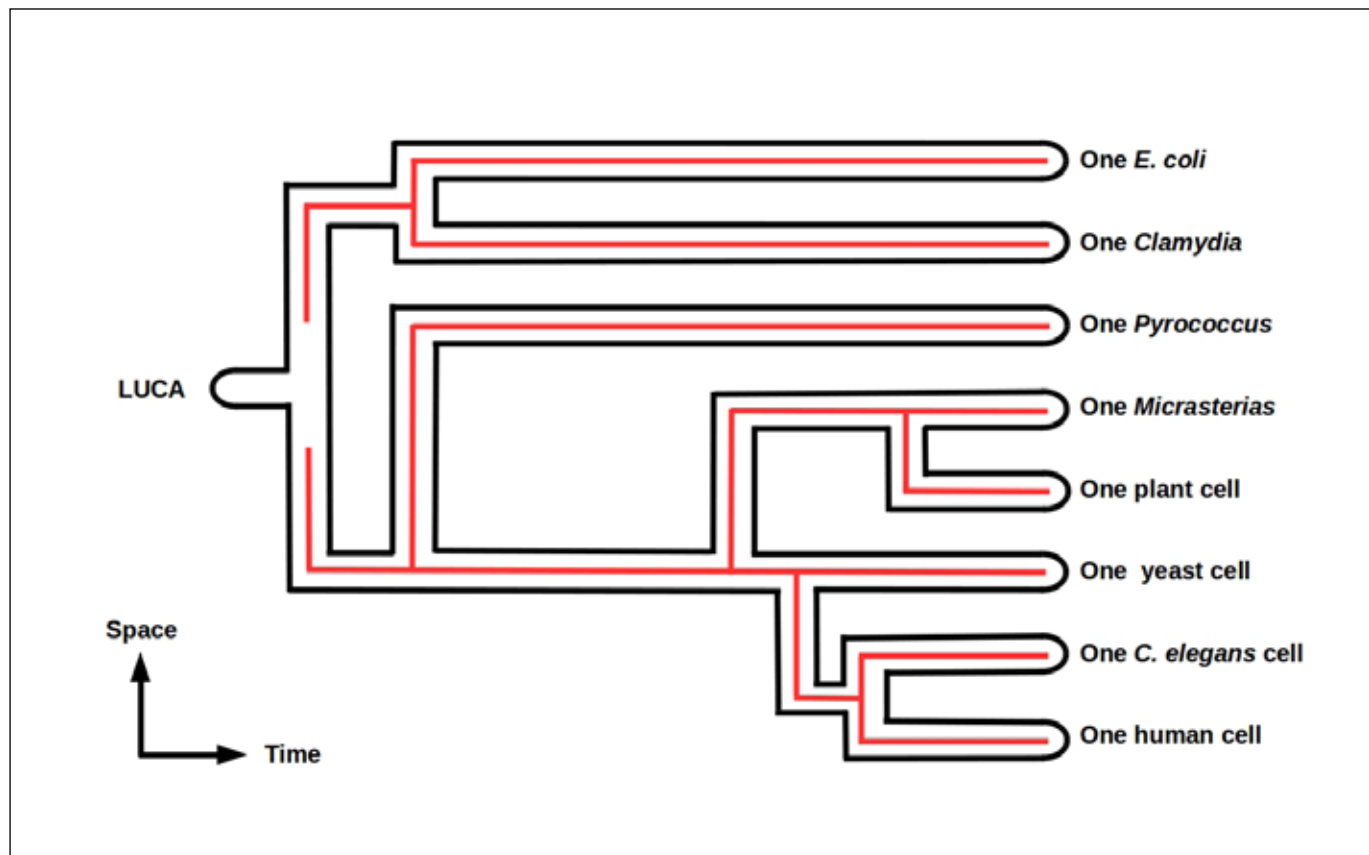 One E. coli
One Clamydia
One Pyrococcus
LUCA
One Micrasterias
One plant cell
One yeast cell
One C. elegans cell
One human cell
Space
Time